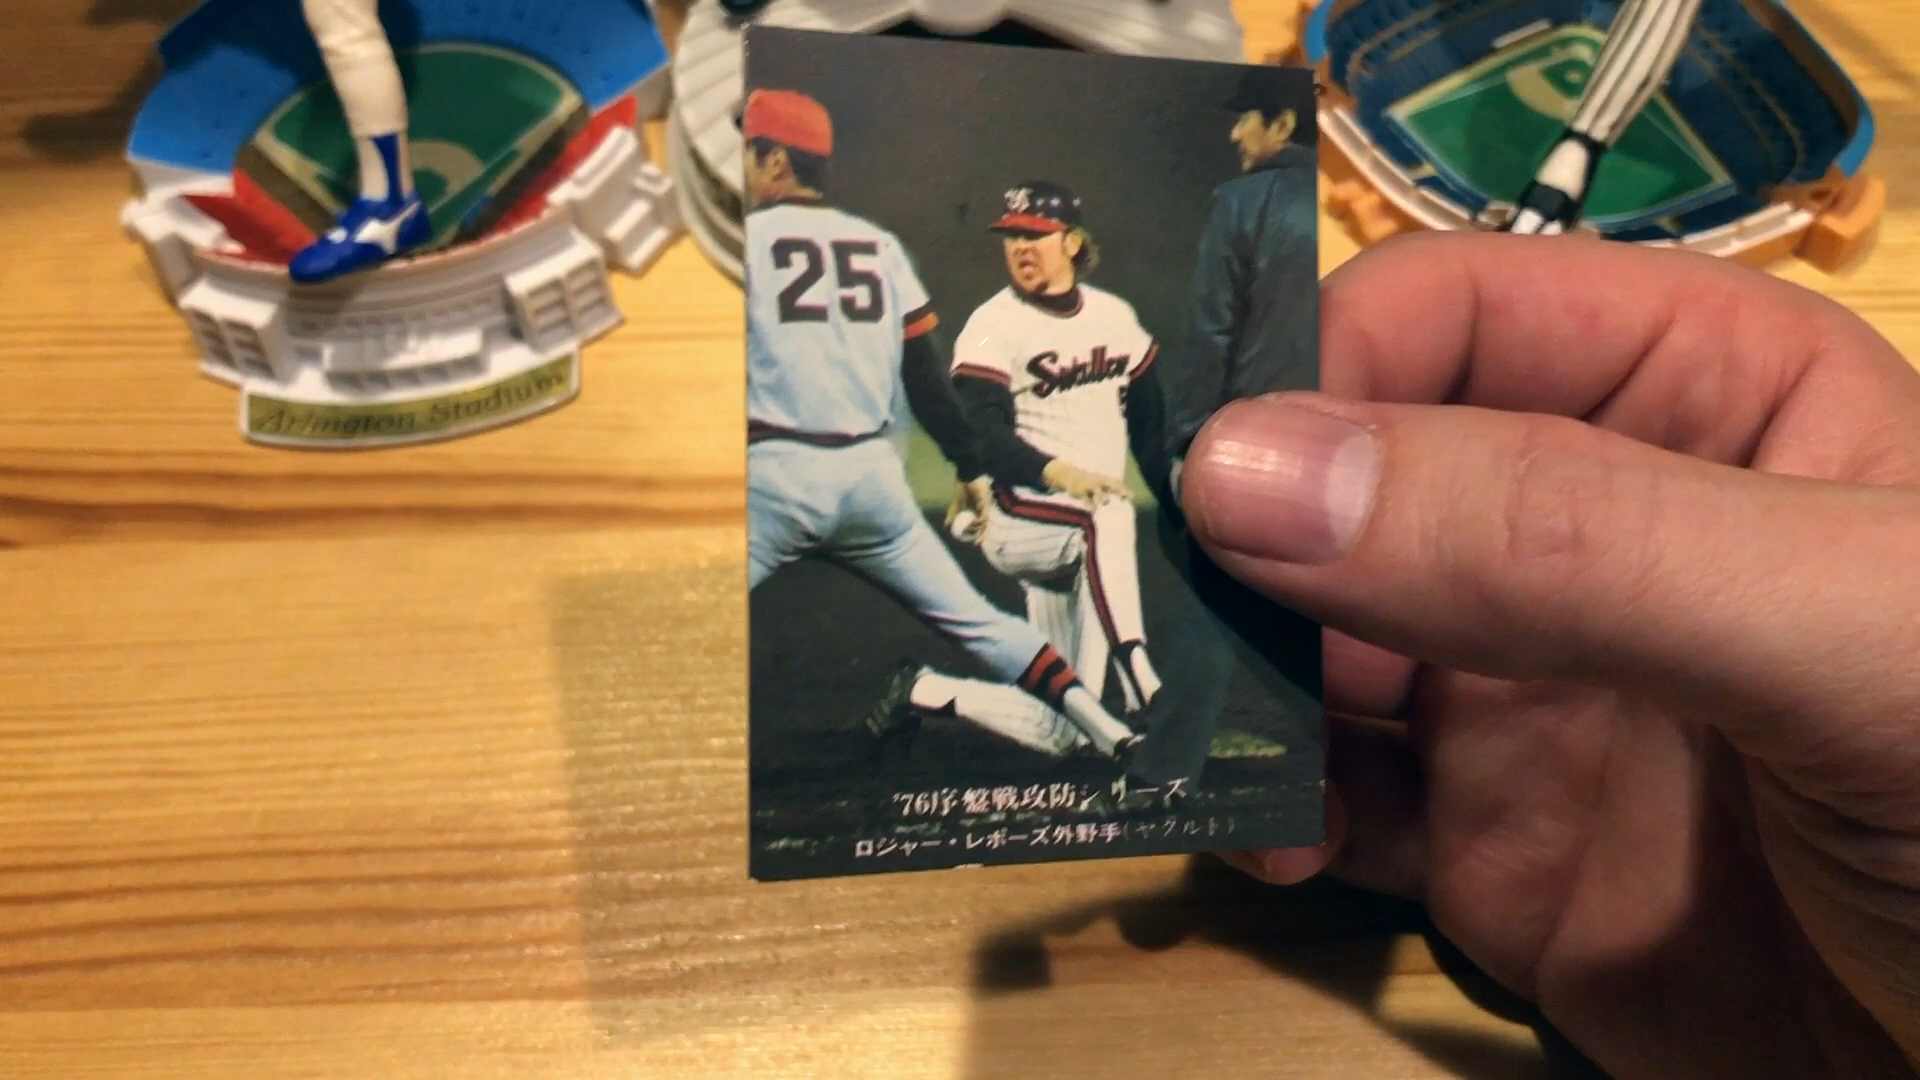 25
Swallow
'76序盤戦攻防シリーズ
ロジャー・レポーズ外野手(ヤクルト)
Arlington Stadium